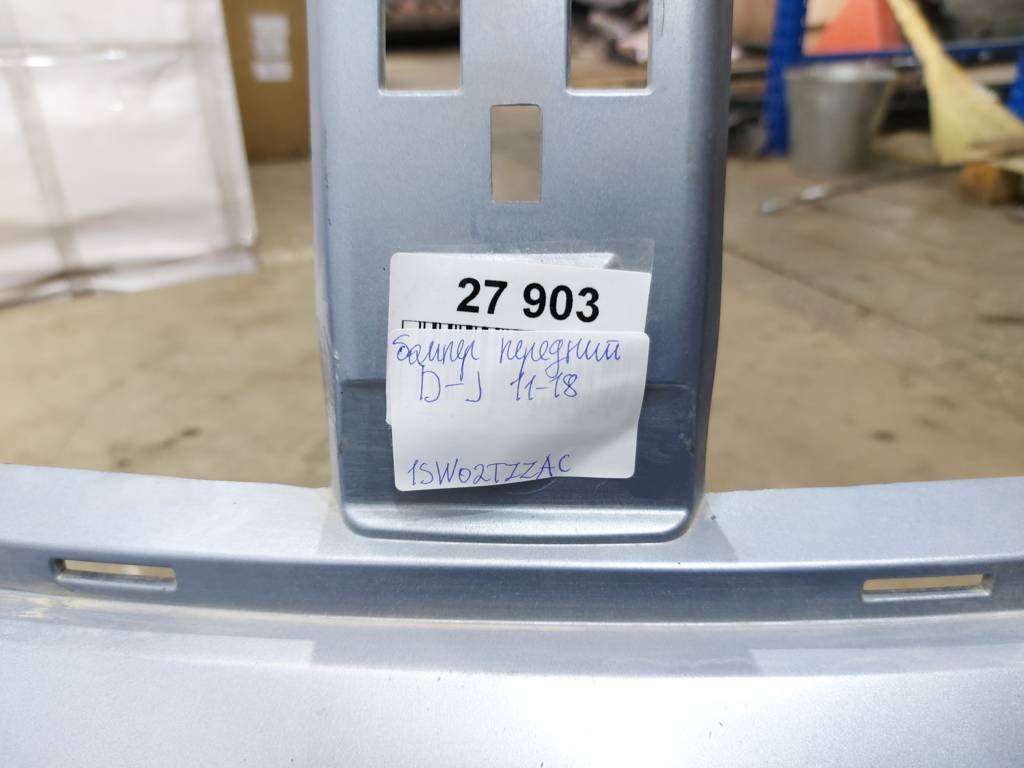 27 903
бампер передний
D-J 11-18
1SW02TZZAC